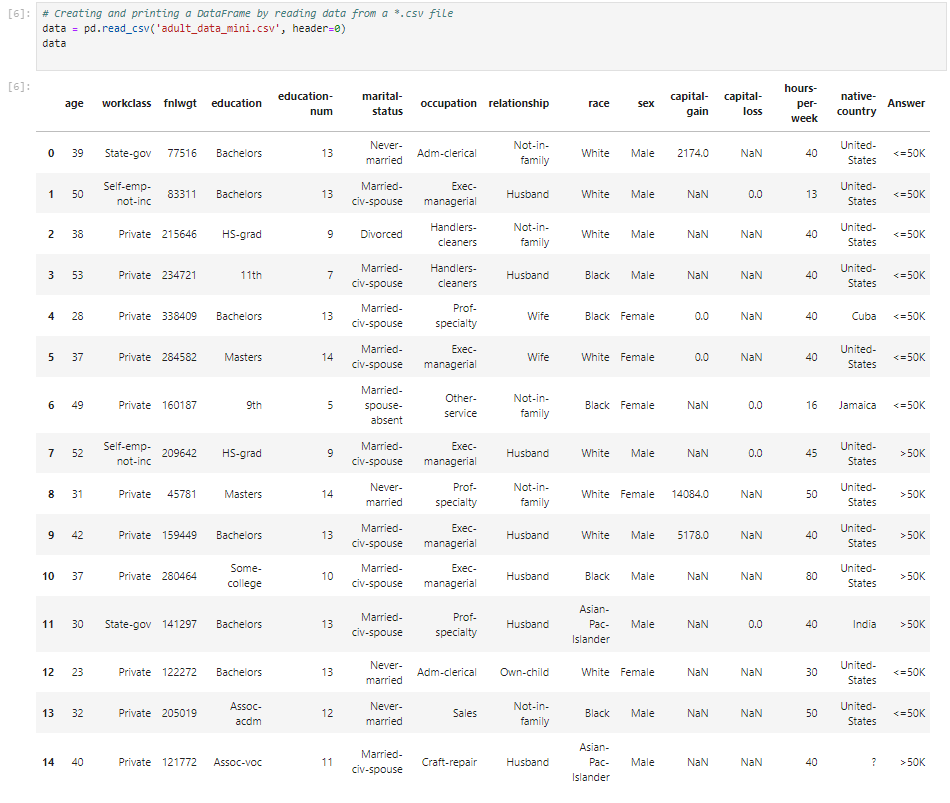 [6]: # Creating and printing a DataFrame by reading data from a *.csv file
data = pd.read_csv('adult_data_mini.csv', header=0)
data
[6]:
age workclass fnlwgt education education-num marital-status occupation relationship race sex capital-gain capital-loss hours-per-week native-country Answer
0 39 State-gov 77516 Bachelors 13 Never-married Adm-clerical Not-in-family White Male 2174.0 NaN 40 United-States <=50K
1 50 Self-emp-not-inc 83311 Bachelors 13 Married-civ-spouse Exec-managerial Husband White Male NaN 0.0 13 United-States <=50K
2 38 Private 215646 HS-grad 9 Divorced Handlers-cleaners Not-in-family White Male NaN NaN 40 United-States <=50K
3 53 Private 234721 11th 7 Married-civ-spouse Handlers-cleaners Husband Black Male NaN NaN 40 United-States <=50K
4 28 Private 338409 Bachelors 13 Married-civ-spouse Prof-specialty Wife Black Female 0.0 NaN 40 Cuba <=50K
5 37 Private 284582 Masters 14 Married-civ-spouse Exec-managerial Wife White Female 0.0 NaN 40 United-States <=50K
6 49 Private 160187 9th 5 Married-spouse-absent Other-service Not-in-family Black Female NaN 0.0 16 Jamaica <=50K
7 52 Self-emp-not-inc 209642 HS-grad 9 Married-civ-spouse Exec-managerial Husband White Male NaN 0.0 45 United-States >50K
8 31 Private 45781 Masters 14 Never-married Prof-specialty Not-in-family White Female 14084.0 NaN 50 United-States >50K
9 42 Private 159449 Bachelors 13 Married-civ-spouse Exec-managerial Husband White Male 5178.0 NaN 40 United-States >50K
10 37 Private 280464 Some-college 10 Married-civ-spouse Exec-managerial Husband Black Male NaN NaN 80 United-States >50K
11 30 State-gov 141297 Bachelors 13 Married-civ-spouse Prof-specialty Husband Asian-Pac-Islander Male NaN 0.0 40 India >50K
12 23 Private 122272 Bachelors 13 Never-married Adm-clerical Own-child White Female NaN NaN 30 United-States <=50K
13 32 Private 205019 Assoc-acdm 12 Never-married Sales Not-in-family Black Male NaN NaN 50 United-States <=50K
14 40 Private 121772 Assoc-voc 11 Married-civ-spouse Craft-repair Husband Asian-Pac-Islander Male NaN NaN 40 ? >50K